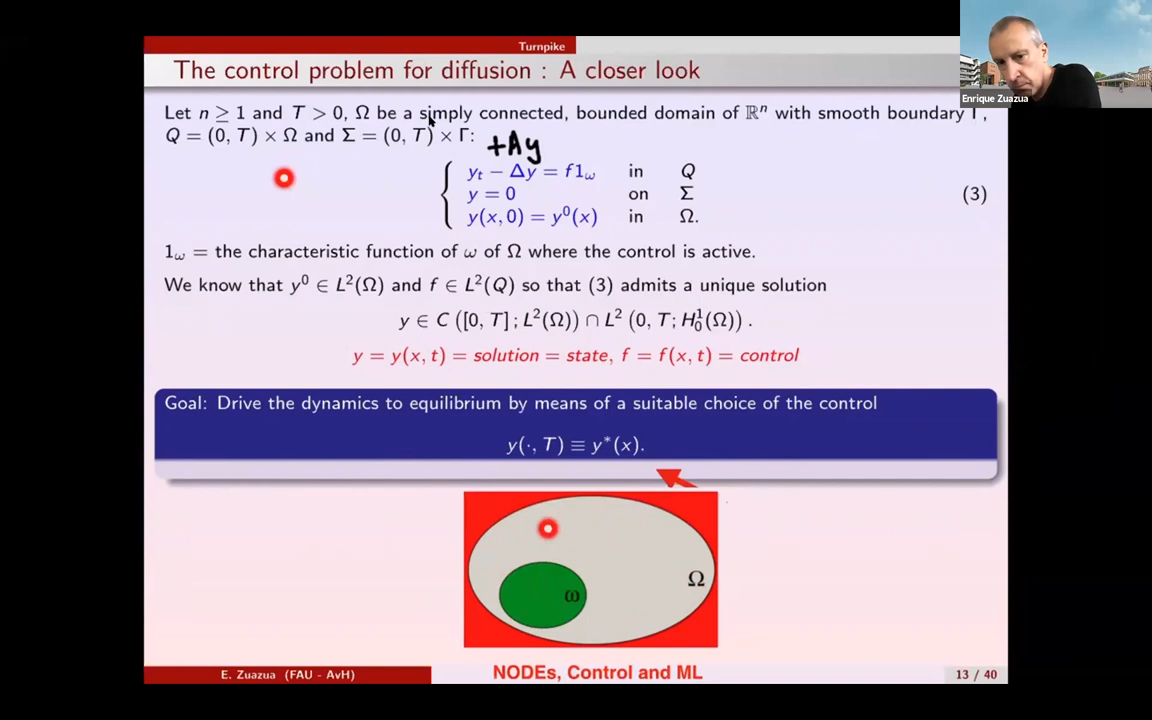 Turnpike
The control problem for diffusion : A closer look
Enrique Zuazua
Let n ≥ 1 and T > 0, Ω be a simply connected, bounded domain of ℝⁿ with smooth boundary Γ,
Q = (0, T) × Ω and Σ = (0, T) × Γ:
+Ay
yₜ − Δy = f1_ω in Q
y = 0 on Σ (3)
y(x, 0) = y⁰(x) in Ω.
1_ω = the characteristic function of ω of Ω where the control is active.
We know that y⁰ ∈ L²(Ω) and f ∈ L²(Q) so that (3) admits a unique solution
y ∈ C ([0, T]; L²(Ω)) ∩ L² (0, T; H₀¹(Ω)) .
y = y(x, t) = solution = state, f = f(x, t) = control
Goal: Drive the dynamics to equilibrium by means of a suitable choice of the control
y(·, T) ≡ y*(x).
Ω
ω
E. Zuazua (FAU - AvH) NODEs, Control and ML 13 / 40